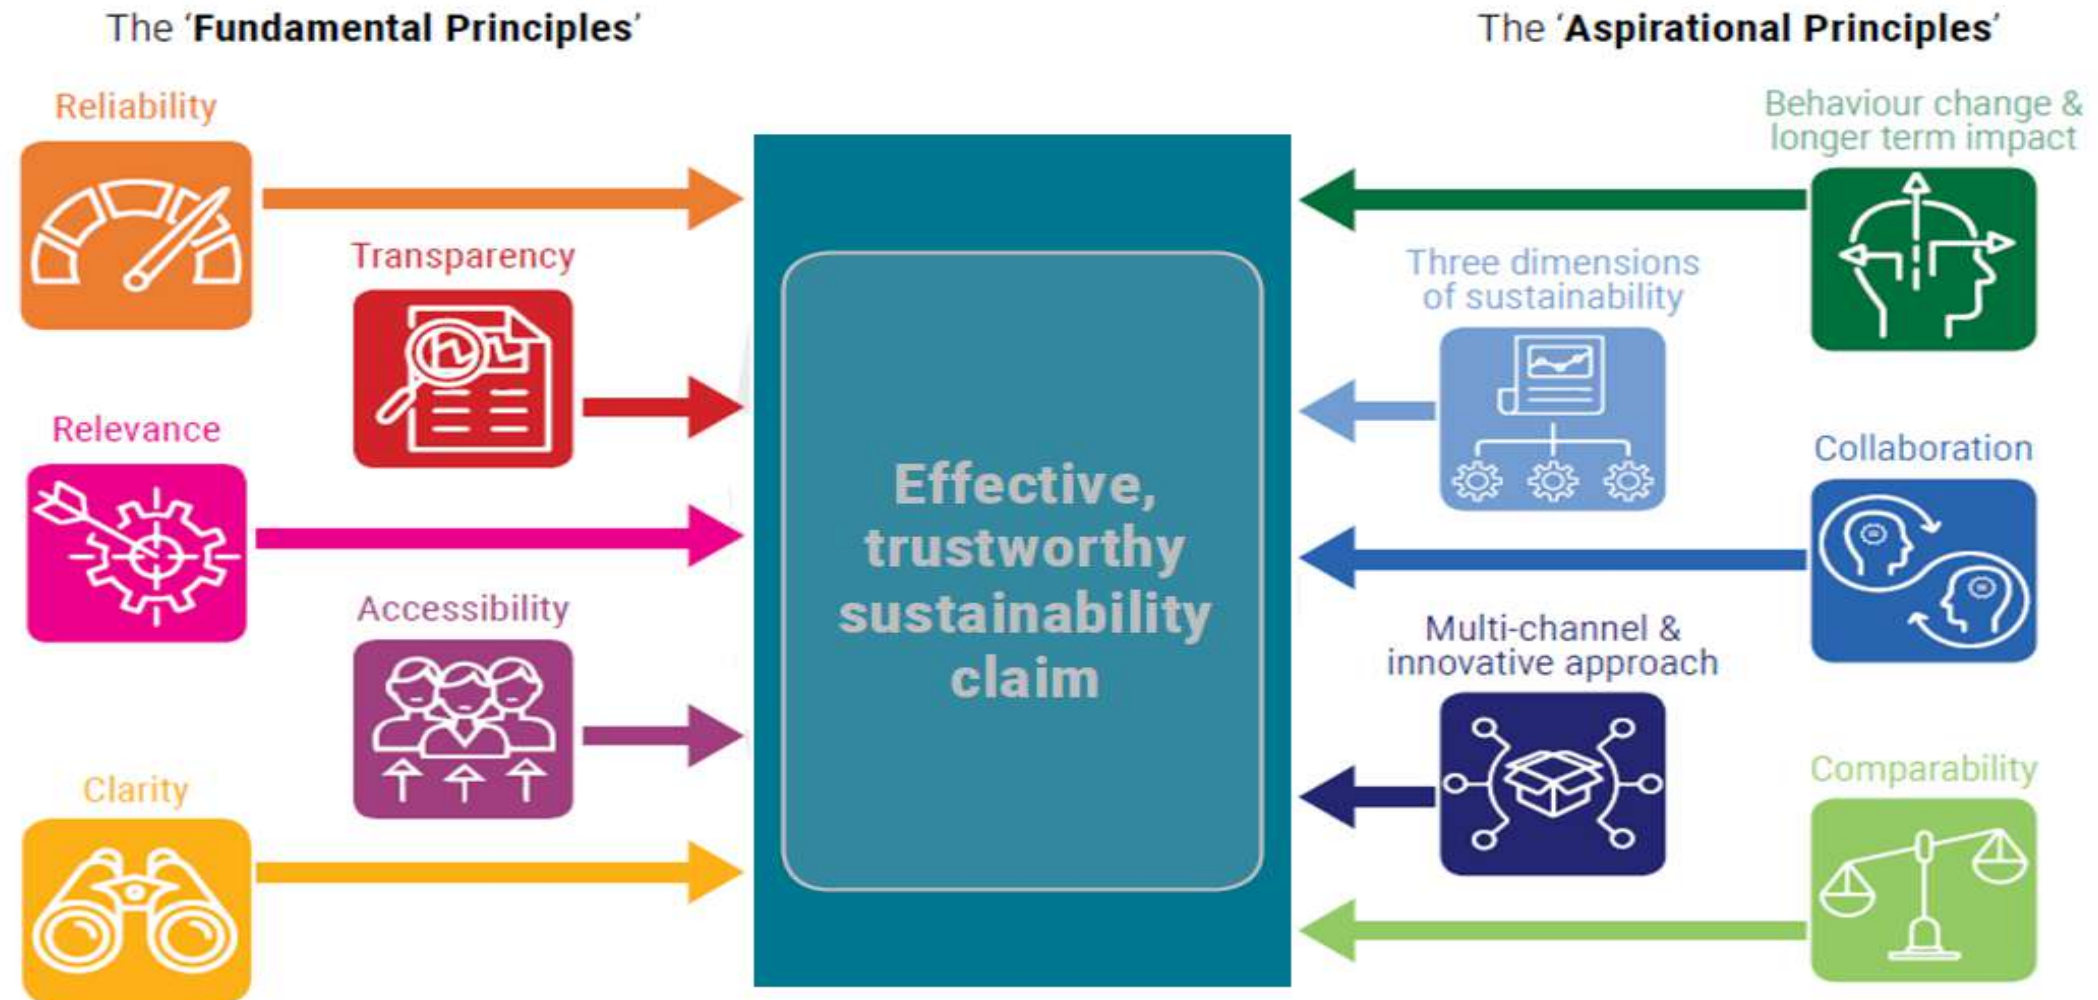 The ‘Fundamental Principles’
Reliability
Transparency
Relevance
Accessibility
Clarity
Effective,
trustworthy
sustainability
claim
The ‘Aspirational Principles’
Behaviour change &
longer term impact
Three dimensions
of sustainability
Collaboration
Multi-channel &
innovative approach
Comparability